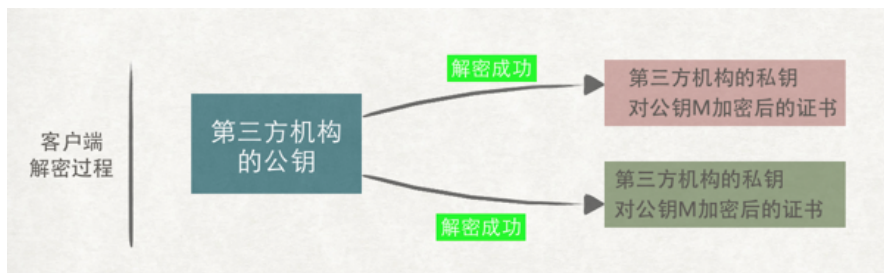 客户端
解密过程
第三方机构
的公钥
解密成功
第三方机构的私钥
对公钥M加密后的证书
解密成功
第三方机构的私钥
对公钥M加密后的证书